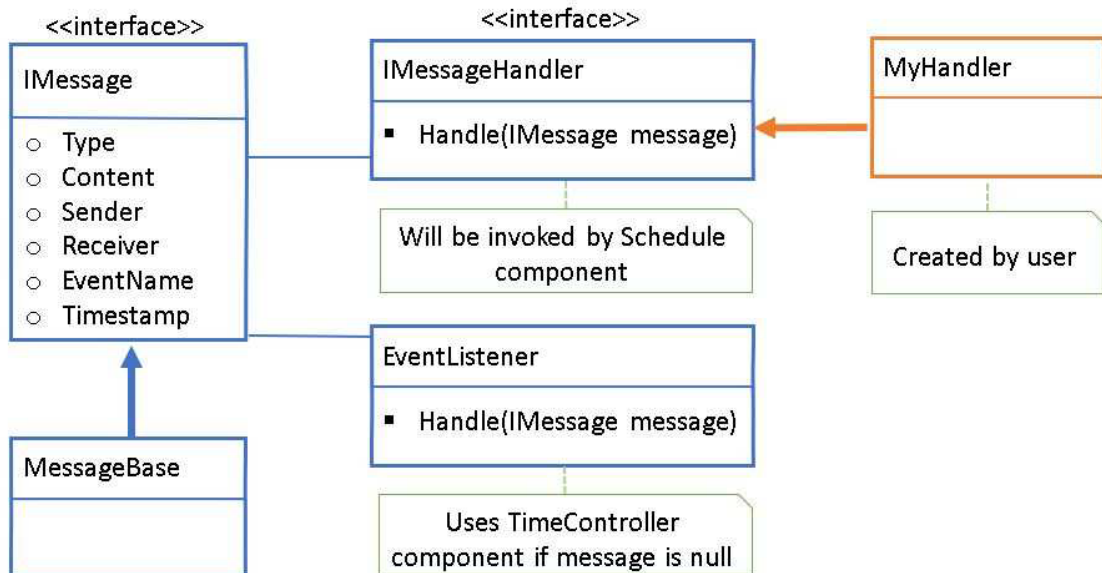 <<interface>>
IMessage
Type
Content
Sender
Receiver
EventName
Timestamp
MessageBase
<<interface>>
IMessageHandler
Handle(IMessage message)
Will be invoked by Schedule
component
EventListener
Handle(IMessage message)
Uses TimeController
component if message is null
MyHandler
Created by user